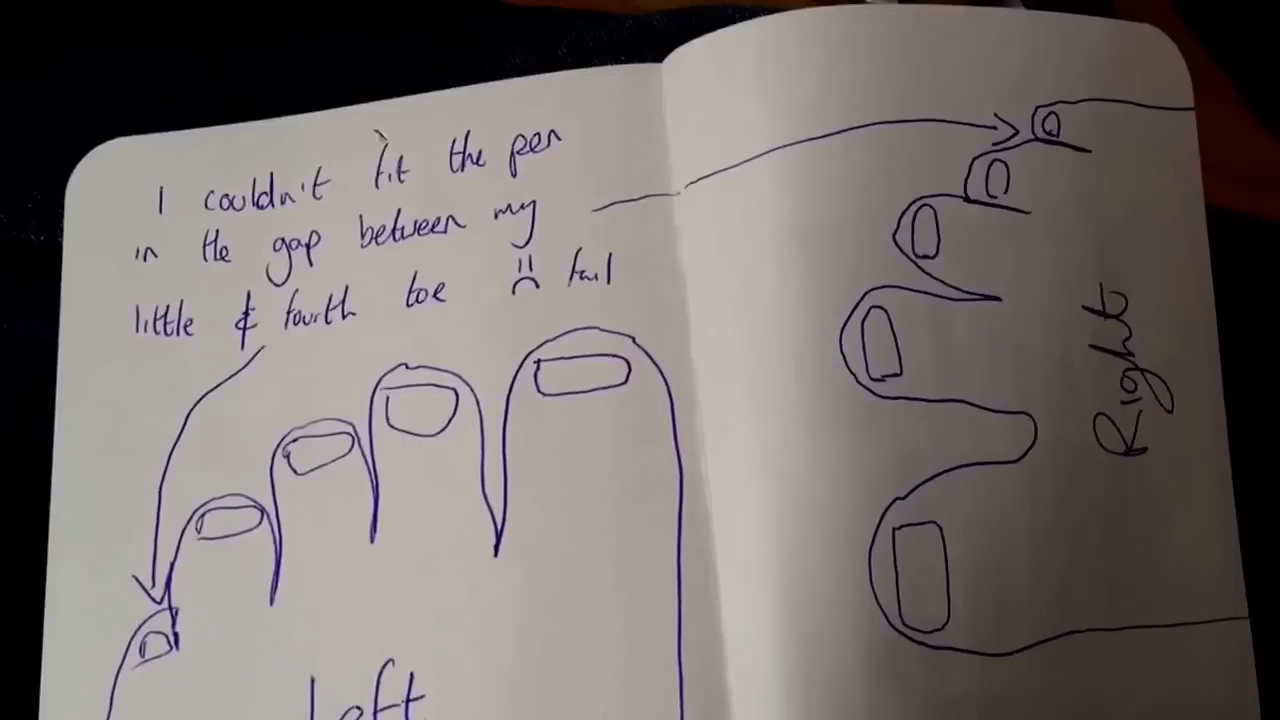 I couldn't fit the pen
in the gap between my
little & fourth toe :( fail
Left
Right